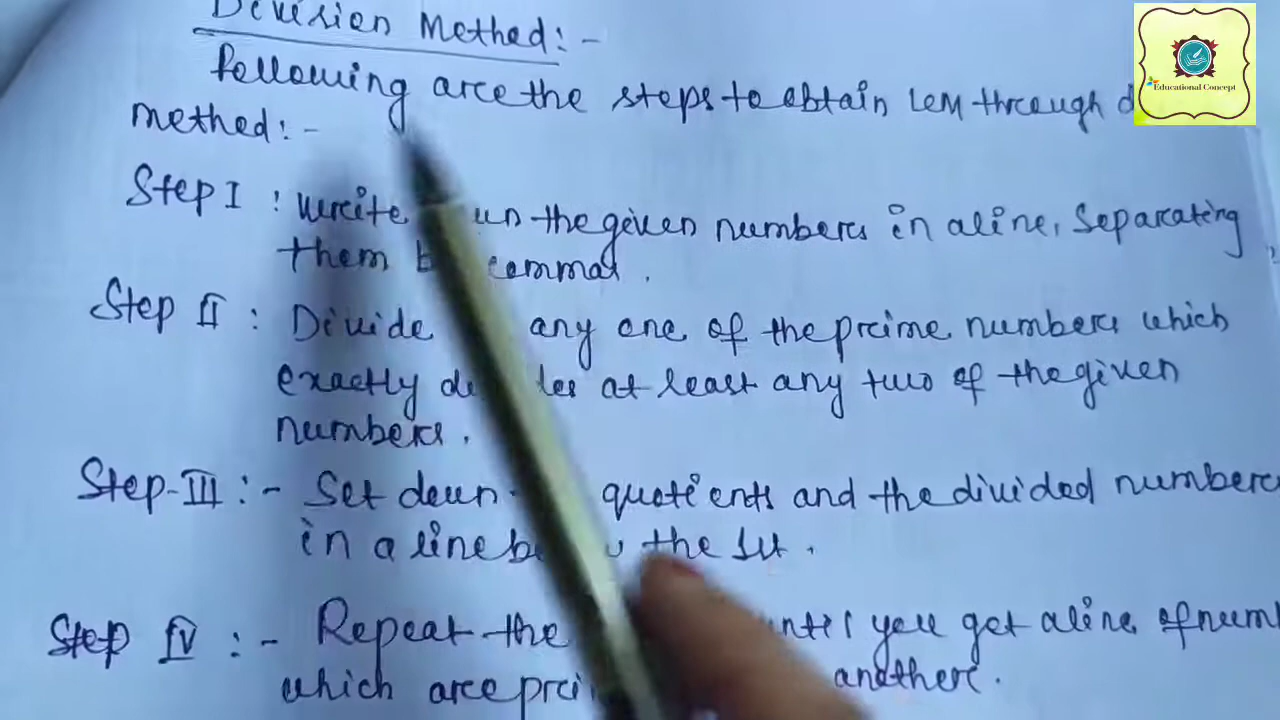 Division Method:-
Following are the steps to obtain LCM through
method:-
Step I : Write the given numbers in a line, separating
them commas.
Step II : Divide any one of the prime numbers which
exactly at least any two of the given
numbers.
Step-III :- Set down quotients and the divided numbers
in a line the 1st.
Step IV :- Repeat the until you get a line of
which are another.
Educational Concept